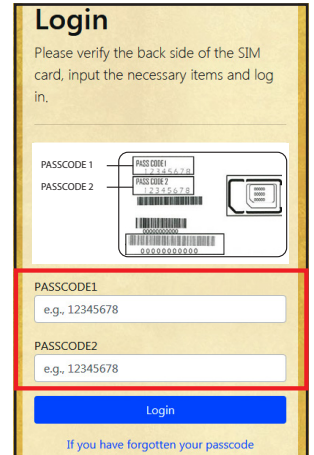 Login
Please verify the back side of the SIM
card, input the necessary items and log
in.
PASSCODE 1
PASS CODE 1
12345678
PASSCODE 2
PASS CODE 2
12345678
00000000000
00000000000
PASSCODE1
e.g., 12345678
PASSCODE2
e.g., 12345678
Login
If you have forgotten your passcode